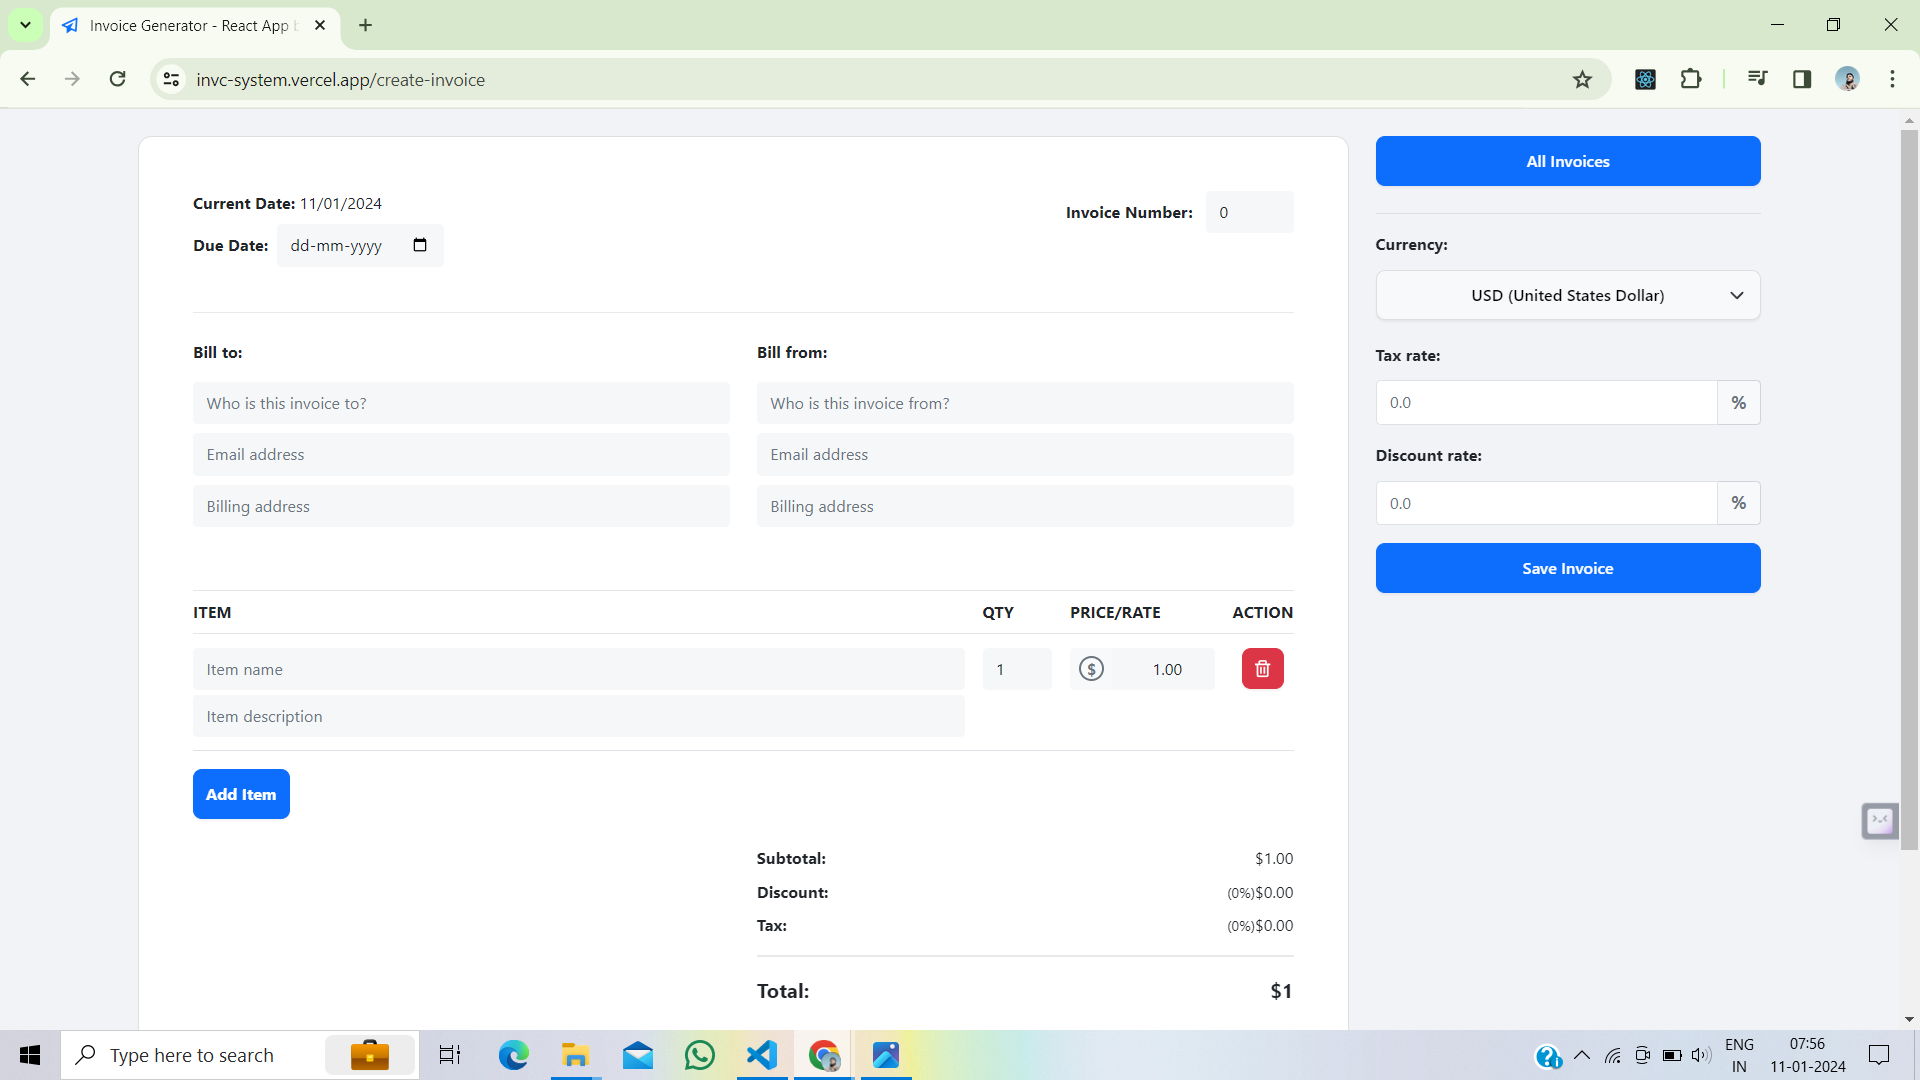 Invoice Generator - React App b
invc-system.vercel.app/create-invoice
All Invoices
Current Date: 11/01/2024
Invoice Number: 0
Due Date: dd-mm-yyyy
Currency:
USD (United States Dollar)
Bill to:
Bill from:
Tax rate:
Who is this invoice to?
Who is this invoice from?
0.0 %
Email address
Email address
Discount rate:
Billing address
Billing address
0.0 %
Save Invoice
ITEM QTY PRICE/RATE ACTION
Item name 1 $ 1.00
Item description
Add Item
Subtotal: $1.00
Discount: (0%)$0.00
Tax: (0%)$0.00
Total: $1
Type here to search
ENG
IN
07:56
11-01-2024